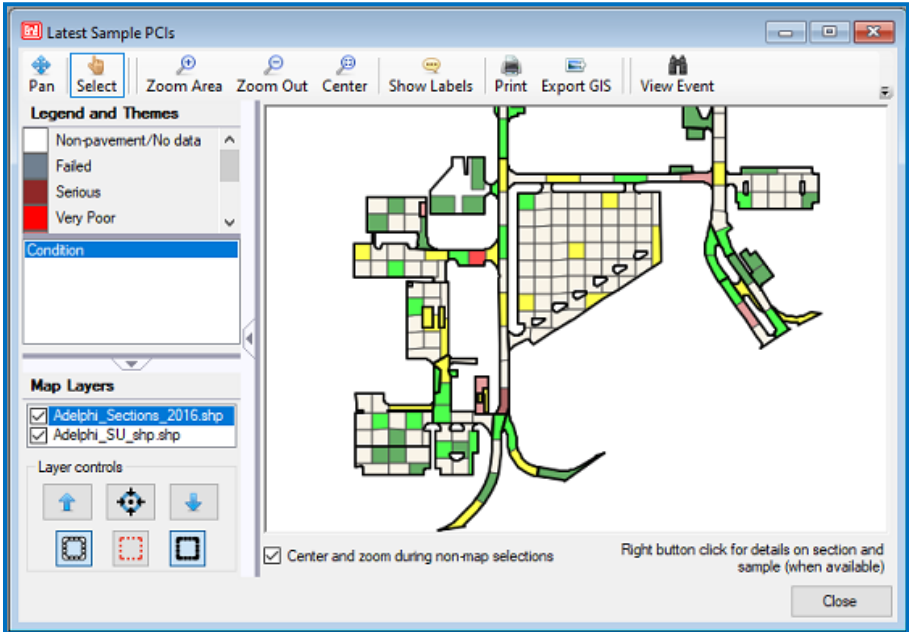 Latest Sample PCIs
Pan Select Zoom Area Zoom Out Center Show Labels Print Export GIS View Event
Legend and Themes
Non-pavement/No data
Failed
Serious
Very Poor
Condition
Map Layers
Adelphi_Sections_2016.shp
Adelphi_SU_shp.shp
Layer controls
Center and zoom during non-map selections
Right button click for details on section and
sample (when available)
Close